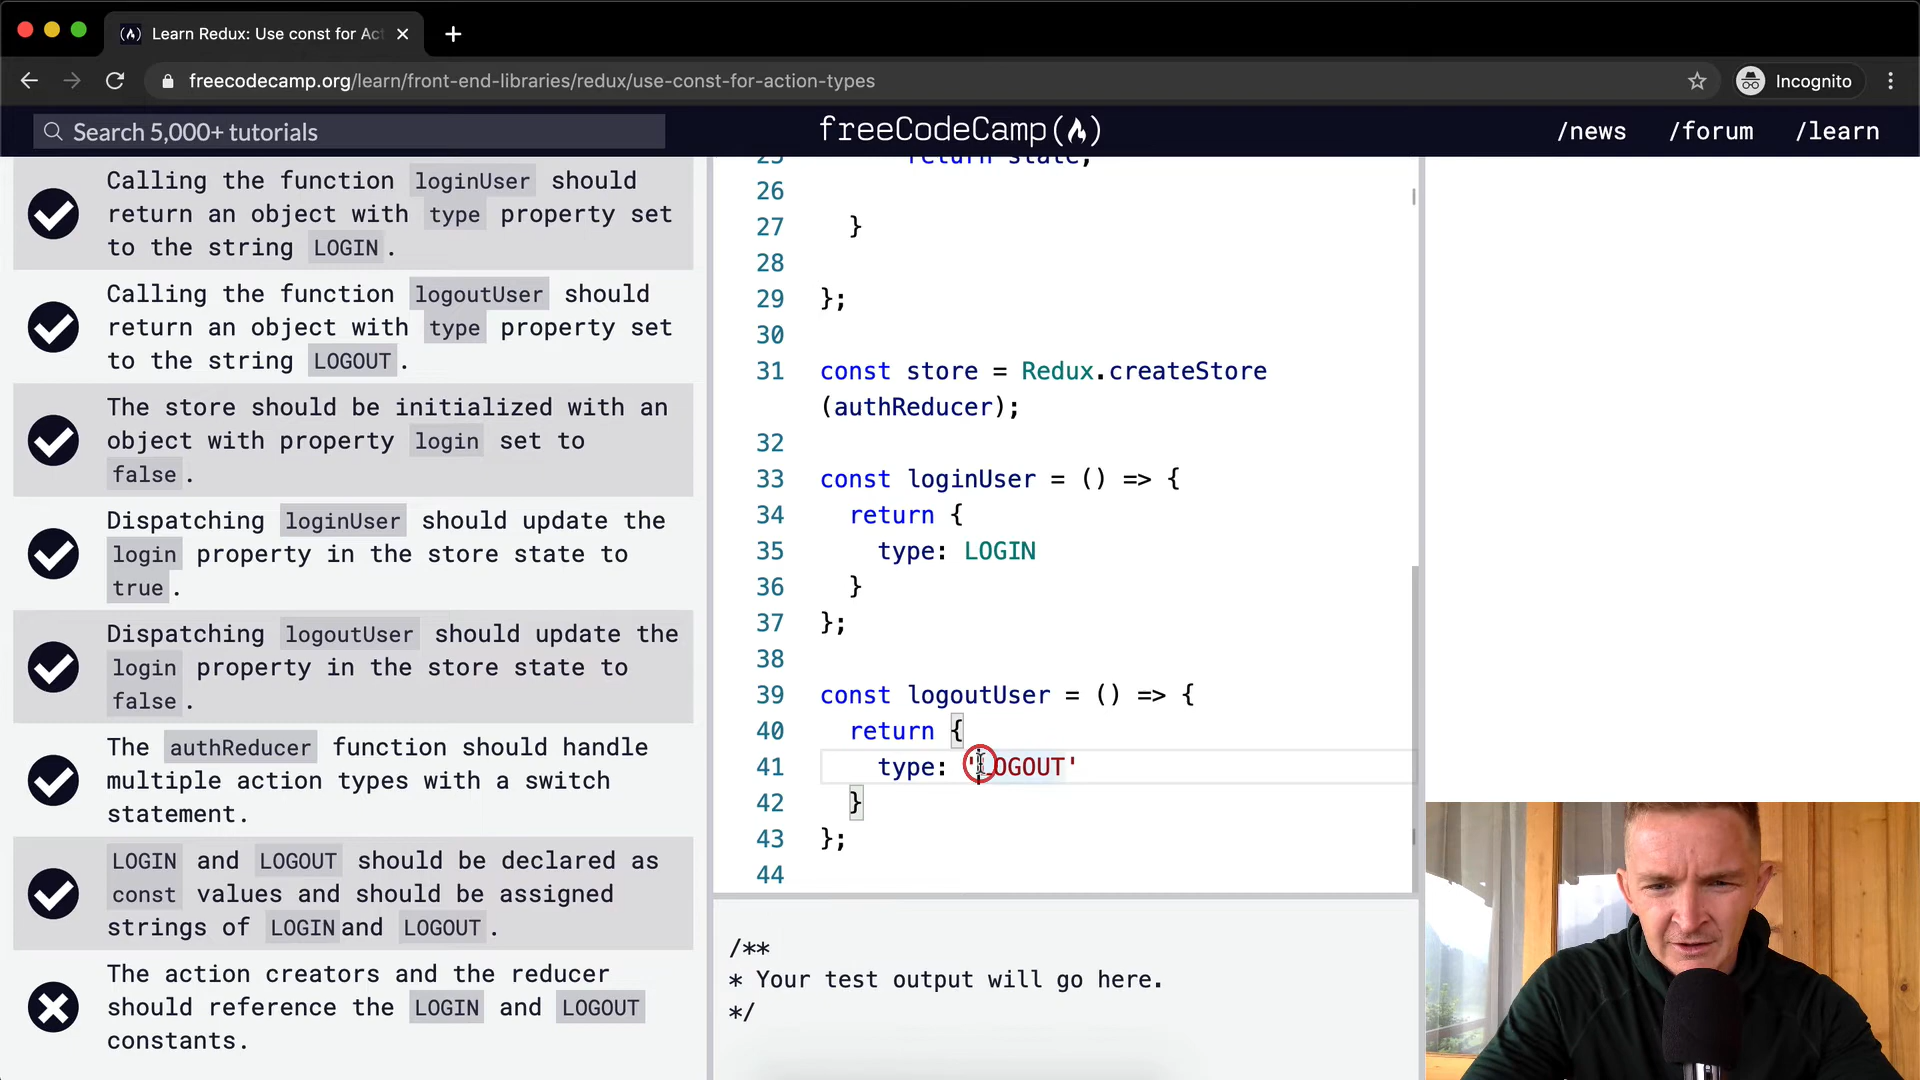 Learn Redux: Use const for Ac
freecodecamp.org/learn/front-end-libraries/redux/use-const-for-action-types
Incognito
Search 5,000+ tutorials
freeCodeCamp
/news
/forum
/learn
Calling the function loginUser should
return an object with type property set
to the string LOGIN.
Calling the function logoutUser should
return an object with type property set
to the string LOGOUT.
The store should be initialized with an
object with property login set to
false.
Dispatching loginUser should update the
login property in the store state to
true.
Dispatching logoutUser should update the
login property in the store state to
false.
The authReducer function should handle
multiple action types with a switch
statement.
LOGIN and LOGOUT should be declared as
const values and should be assigned
strings of LOGIN and LOGOUT.
The action creators and the reducer
should reference the LOGIN and LOGOUT
constants.
25 return state;
26
27 }
28
29 };
30
31 const store = Redux.createStore
(authReducer);
32
33 const loginUser = () => {
34 return {
35 type: LOGIN
36 }
37 };
38
39 const logoutUser = () => {
40 return {
41 type: 'LOGOUT'
42 }
43 };
44
/**
* Your test output will go here.
*/